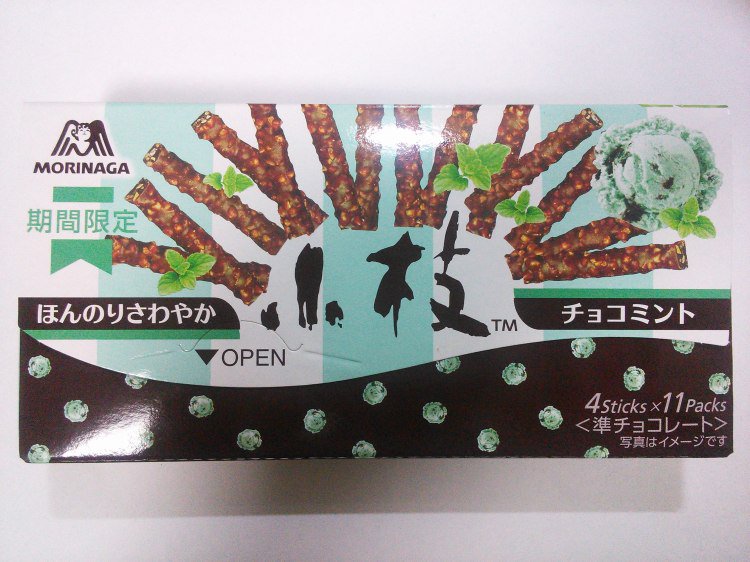 MORINAGA
期間限定
小枝™
ほんのりさわやか
チョコミント
▼OPEN
4Sticks×11Packs
<準チョコレート>
写真はイメージです